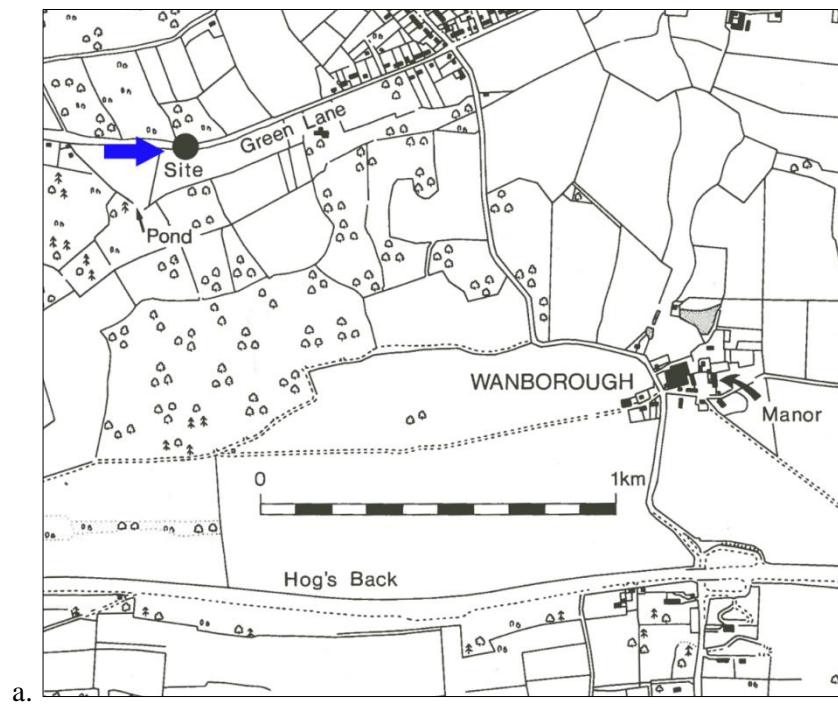 Green Lane
Site
Pond
WANBOROUGH
Manor
0
1km
Hog's Back
a.